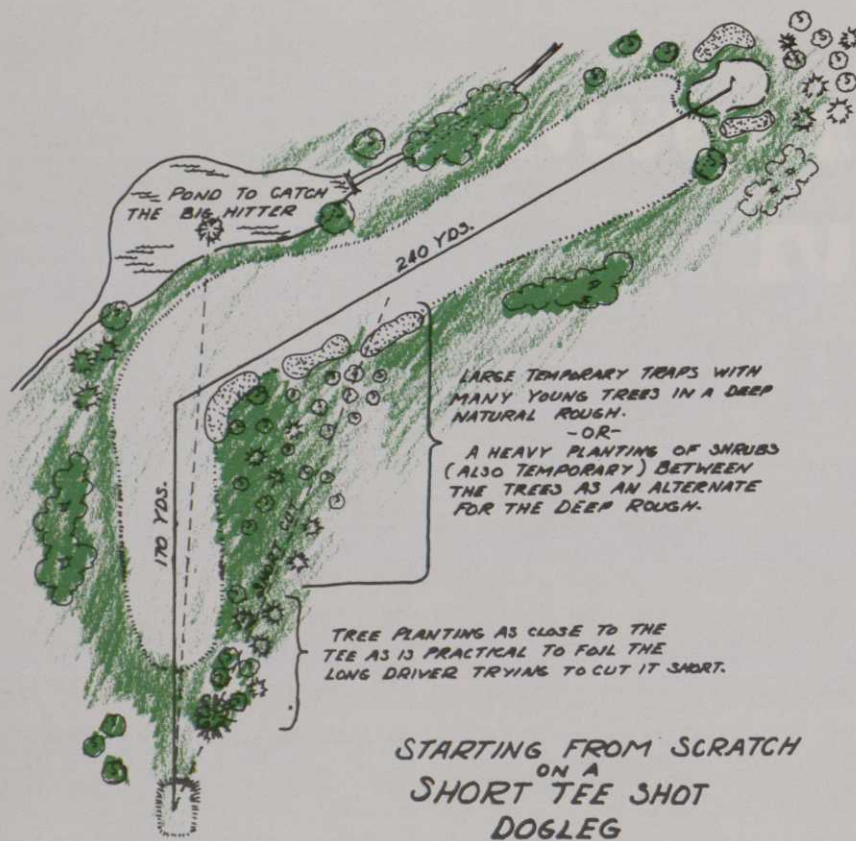 POND TO CATCH
THE BIG HITTER
240 YDS.
170 YDS.
SHORT CUT
LARGE TEMPORARY TRAPS WITH
MANY YOUNG TREES IN A DEEP
NATURAL ROUGH.
-OR-
A HEAVY PLANTING OF SHRUBS
(ALSO TEMPORARY) BETWEEN
THE TREES AS AN ALTERNATE
FOR THE DEEP ROUGH.
TREE PLANTING AS CLOSE TO THE
TEE AS IS PRACTICAL TO FOIL THE
LONG DRIVER TRYING TO CUT IT SHORT.
STARTING FROM SCRATCH
ON A
SHORT TEE SHOT
DOGLEG